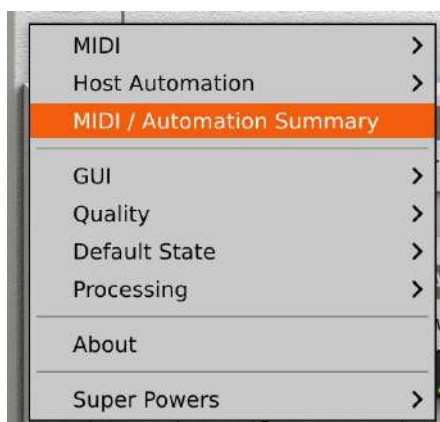 MIDI
Host Automation
MIDI / Automation Summary
GUI
Quality
Default State
Processing
About
Super Powers